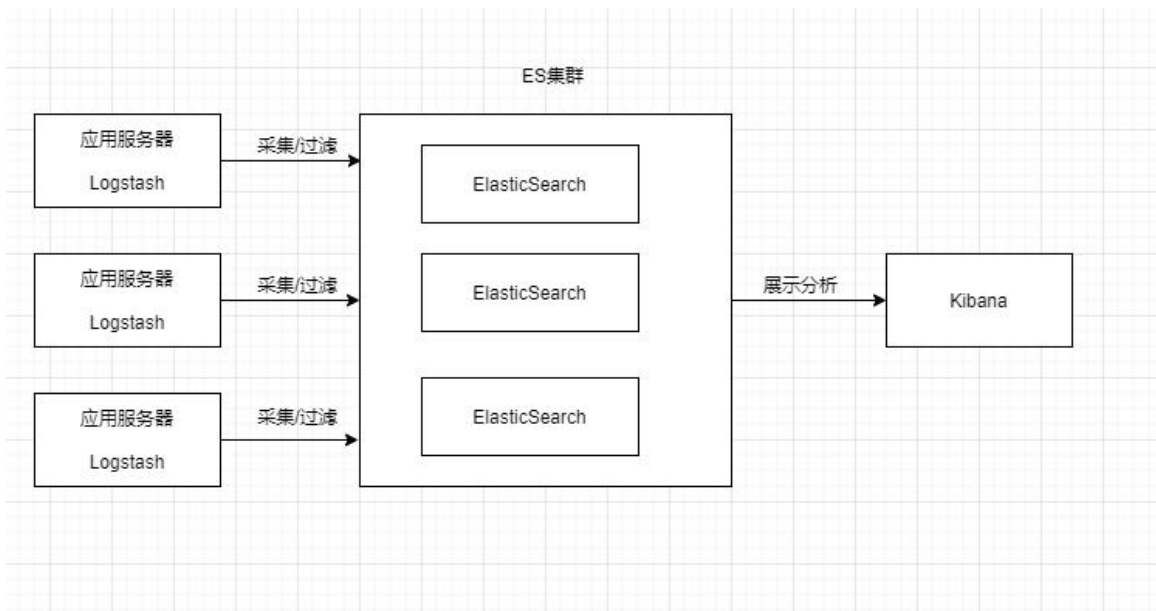 ES集群
应用服务器
Logstash
采集/过滤
ElasticSearch
应用服务器
Logstash
采集/过滤
ElasticSearch
展示分析
Kibana
应用服务器
Logstash
采集/过滤
ElasticSearch